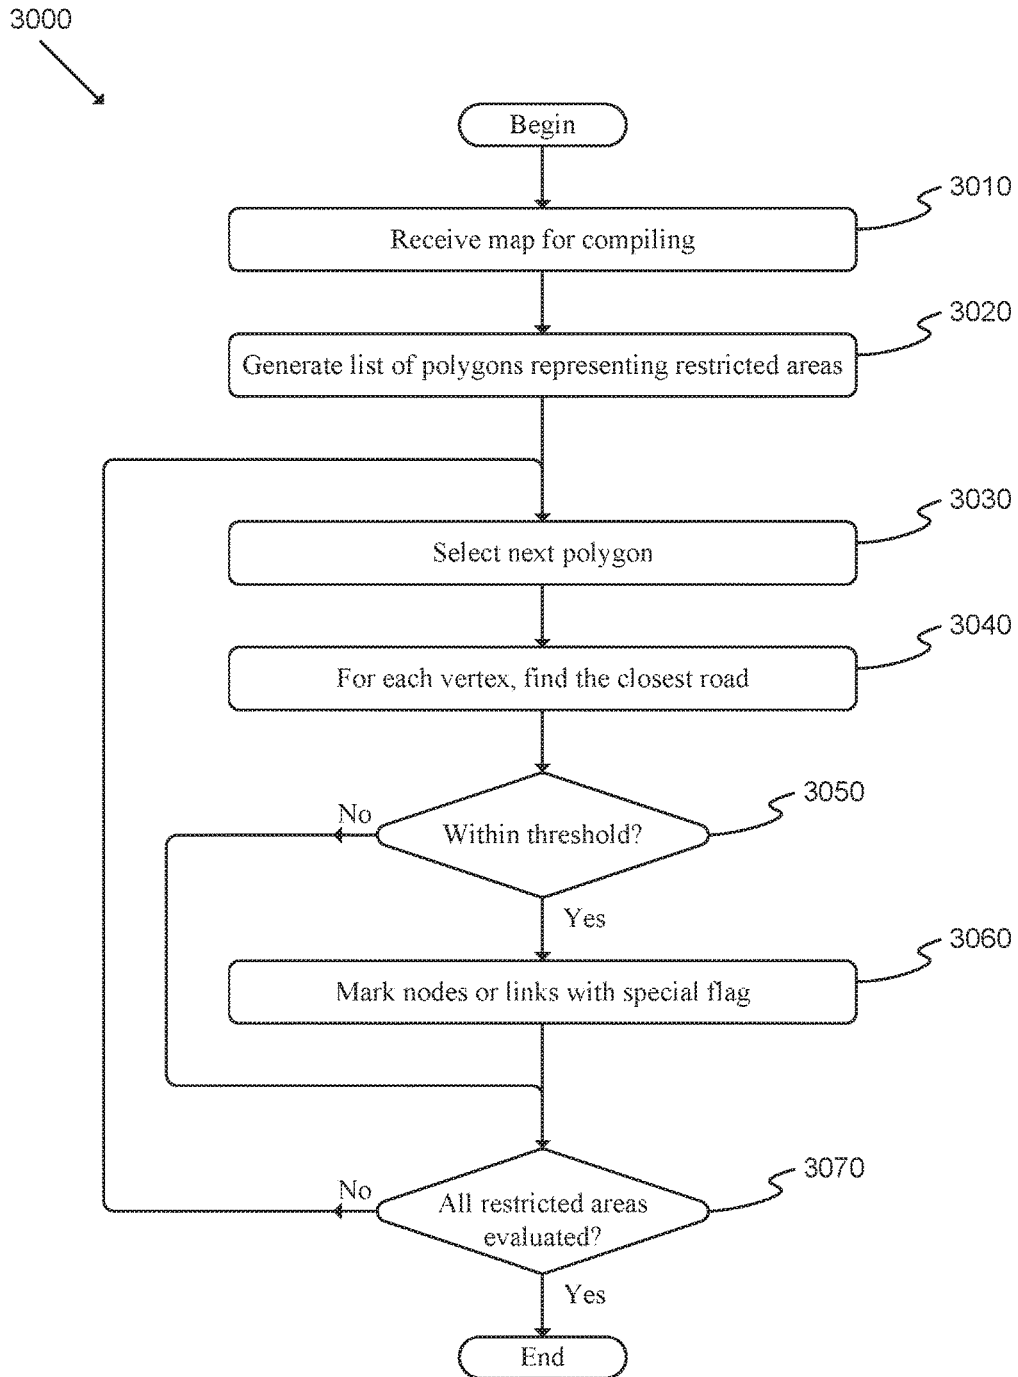 3000
Begin
3010
Receive map for compiling
3020
Generate list of polygons representing restricted areas
3030
Select next polygon
3040
For each vertex, find the closest road
3050
No
Within threshold?
Yes
3060
Mark nodes or links with special flag
3070
No
All restricted areas
evaluated?
Yes
End